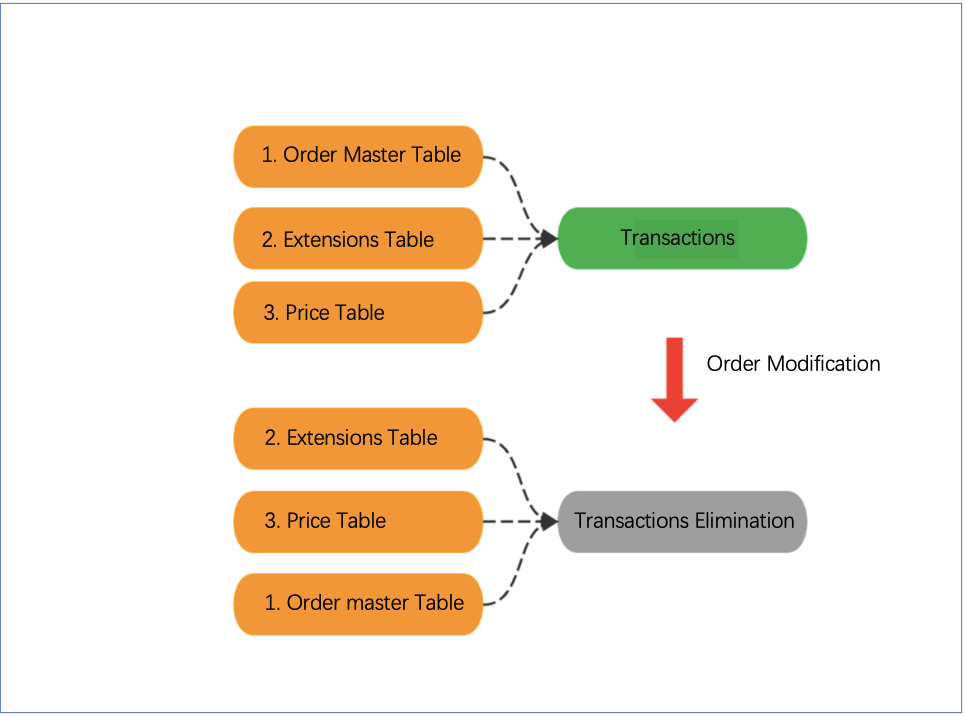 1. Order Master Table
2. Extensions Table
Transactions
3. Price Table
Order Modification
2. Extensions Table
3. Price Table
Transactions Elimination
1. Order master Table